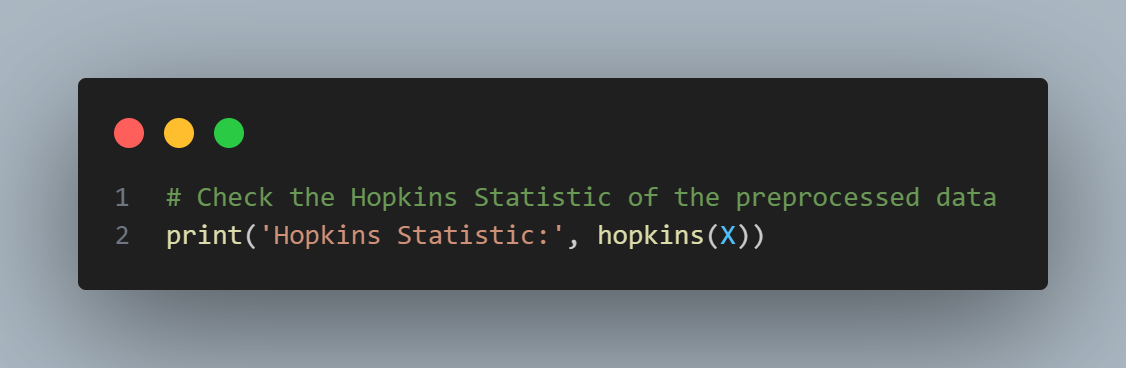 1 # Check the Hopkins Statistic of the preprocessed data
2 print('Hopkins Statistic:', hopkins(X))